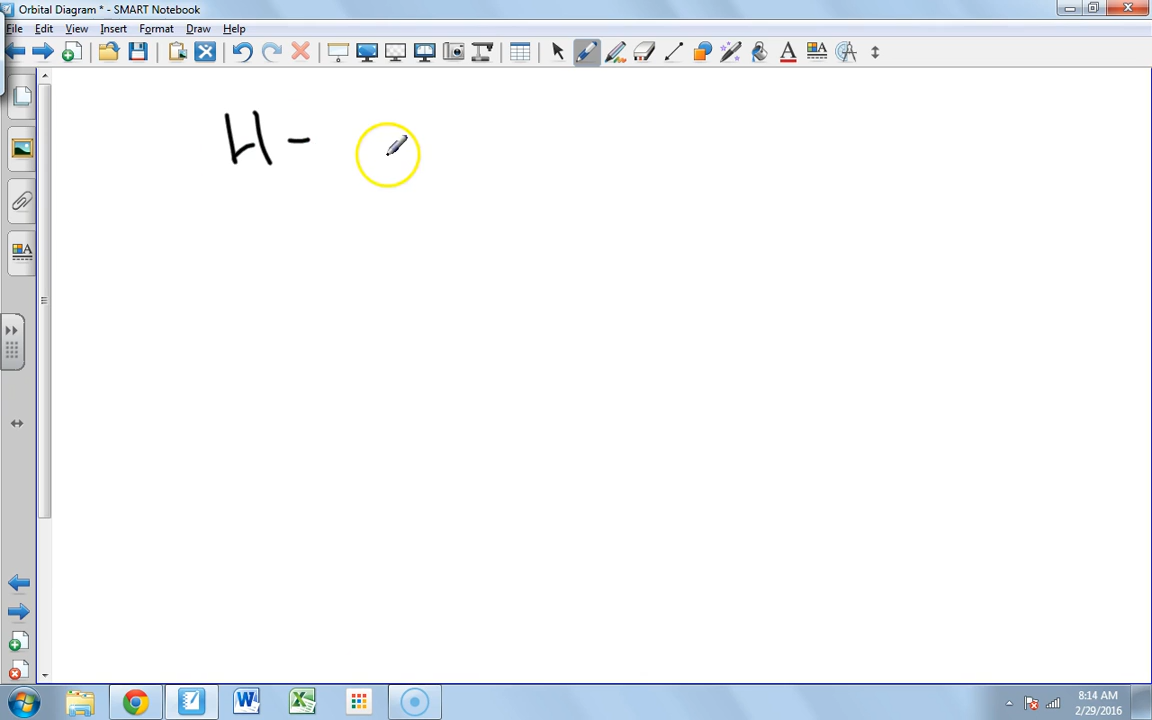 Orbital Diagram * - SMART Notebook
File Edit View Insert Format Draw Help
H -
8:14 AM
2/29/2016